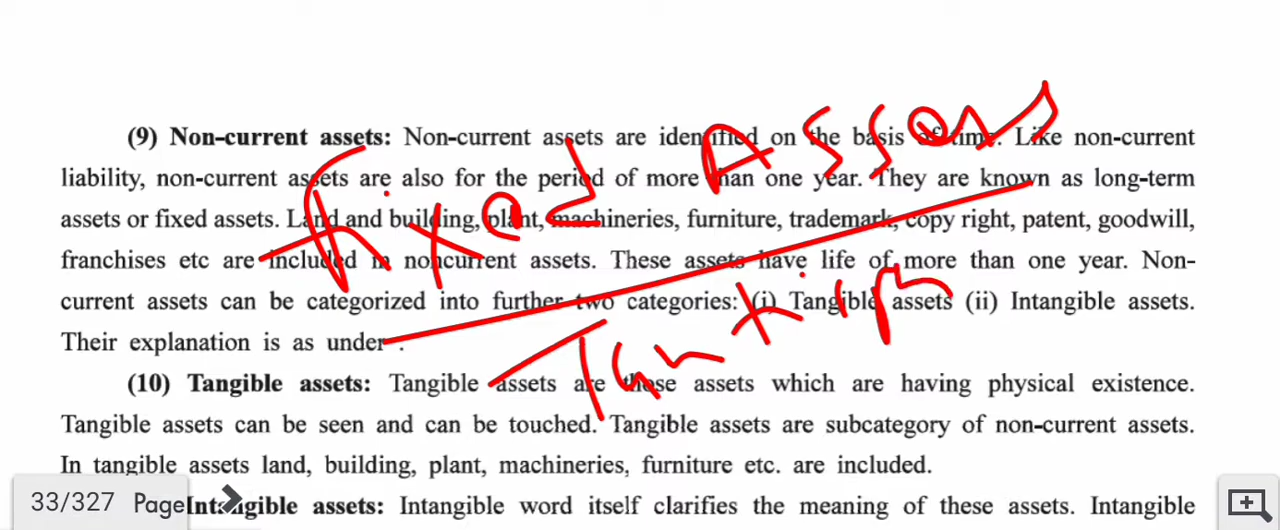 (9) Non-current assets: Non-current assets are identified on the basis of time. Like non-current
liability, non-current assets are also for the period of more than one year. They are known as long-term
assets or fixed assets. Land and building, plant, machineries, furniture, trademark, copy right, patent, goodwill,
franchises etc are included in noncurrent assets. These assets have life of more than one year. Non-
current assets can be categorized into further two categories: (i) Tangible assets (ii) Intangible assets.
Their explanation is as under :
(10) Tangible assets: Tangible assets are those assets which are having physical existence.
Tangible assets can be seen and can be touched. Tangible assets are subcategory of non-current assets.
In tangible assets land, building, plant, machineries, furniture etc. are included.
Intangible assets: Intangible word itself clarifies the meaning of these assets. Intangible
33/327 Page
Fixed Assets